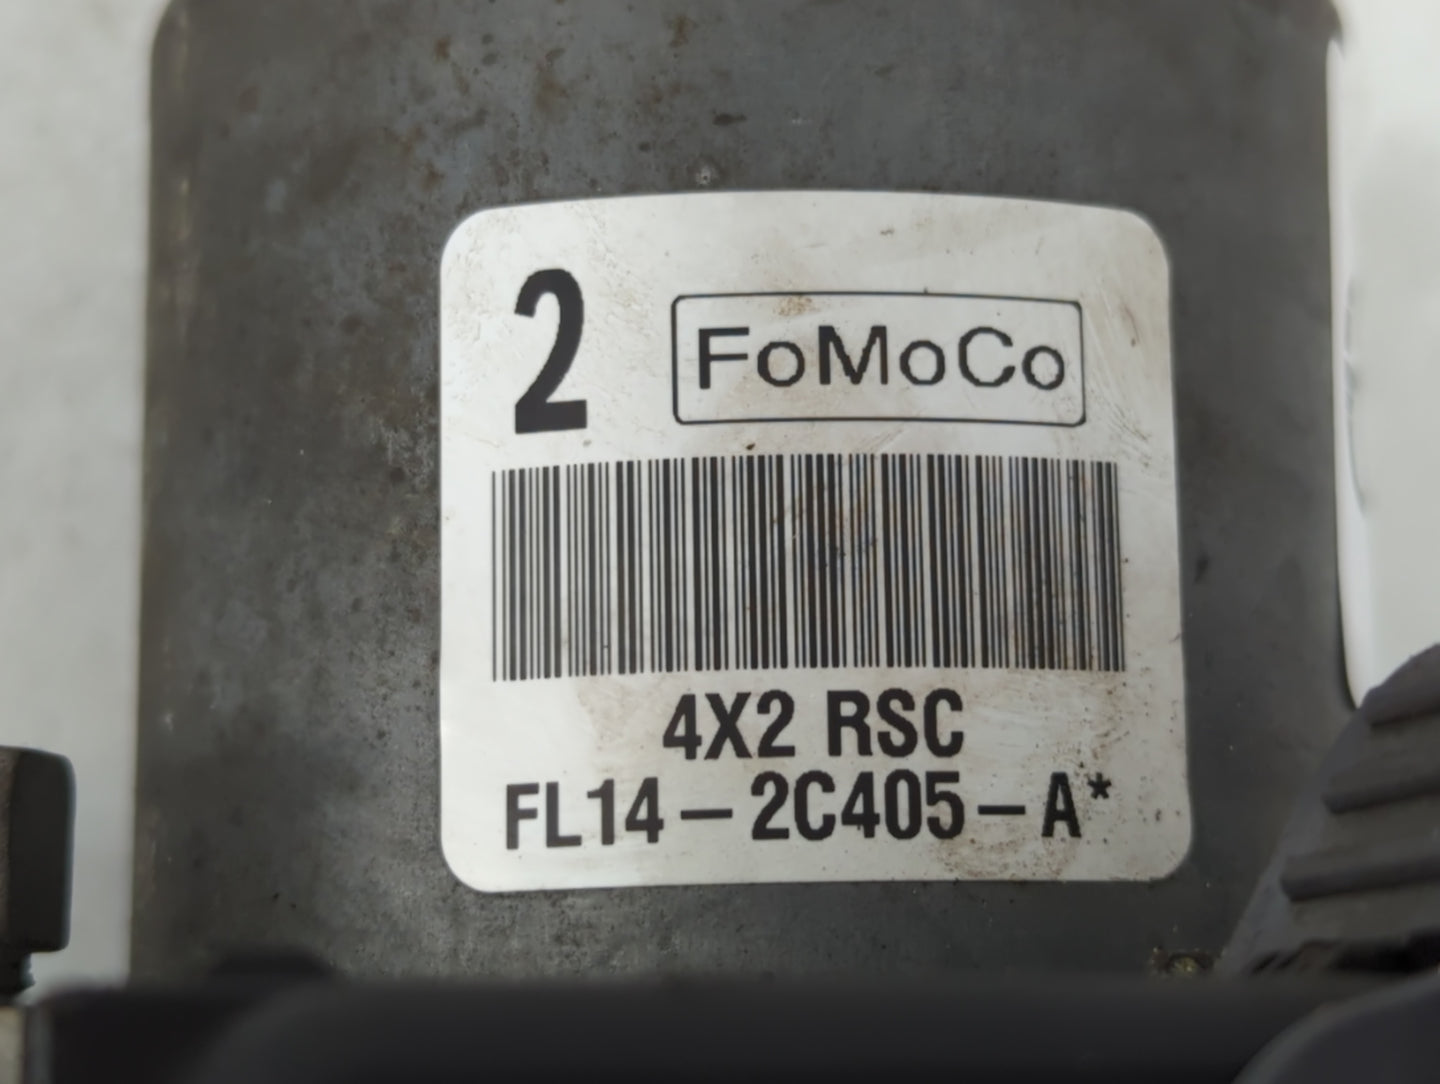 2 FoMoCo
4X2 RSC
FL14-2C405-A*